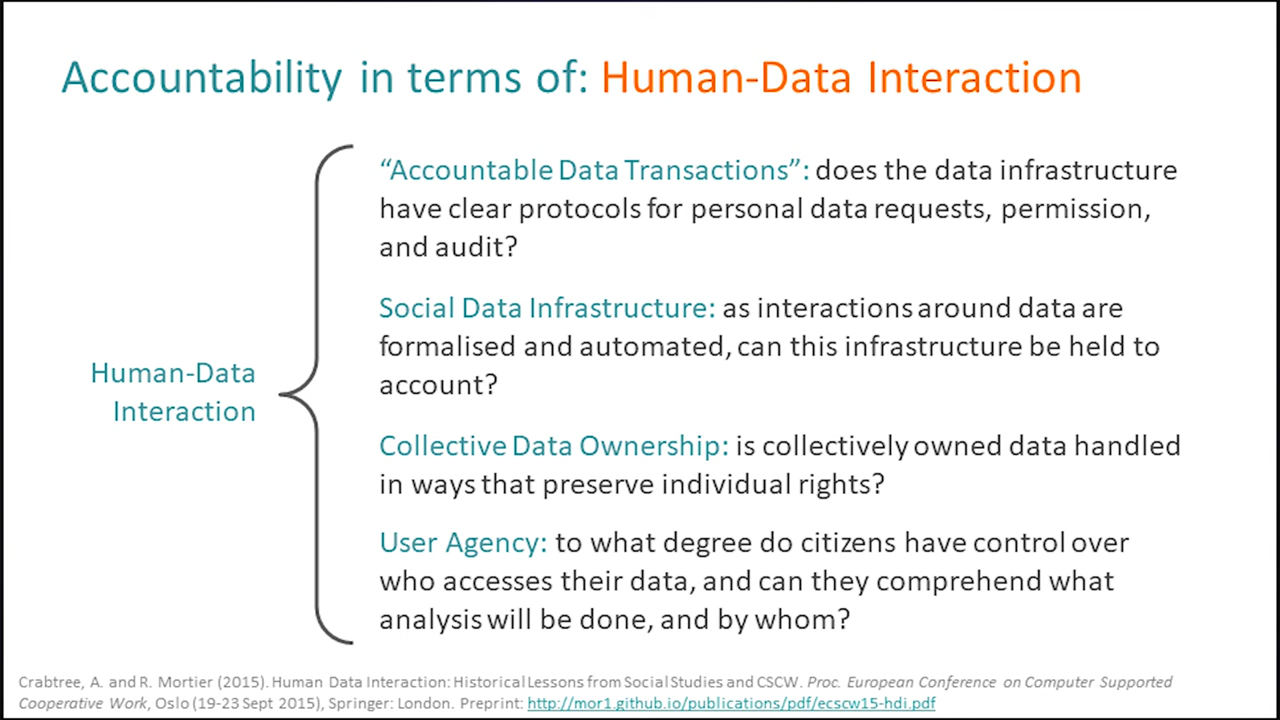 Accountability in terms of: Human-Data Interaction
Human-Data
Interaction
“Accountable Data Transactions”: does the data infrastructure
have clear protocols for personal data requests, permission,
and audit?
Social Data Infrastructure: as interactions around data are
formalised and automated, can this infrastructure be held to
account?
Collective Data Ownership: is collectively owned data handled
in ways that preserve individual rights?
User Agency: to what degree do citizens have control over
who accesses their data, and can they comprehend what
analysis will be done, and by whom?
Crabtree, A. and R. Mortier (2015). Human Data Interaction: Historical Lessons from Social Studies and CSCW. Proc. European Conference on Computer Supported
Cooperative Work, Oslo (19-23 Sept 2015), Springer: London. Preprint: http://mor1.github.io/publications/pdf/ecscw15-hdi.pdf